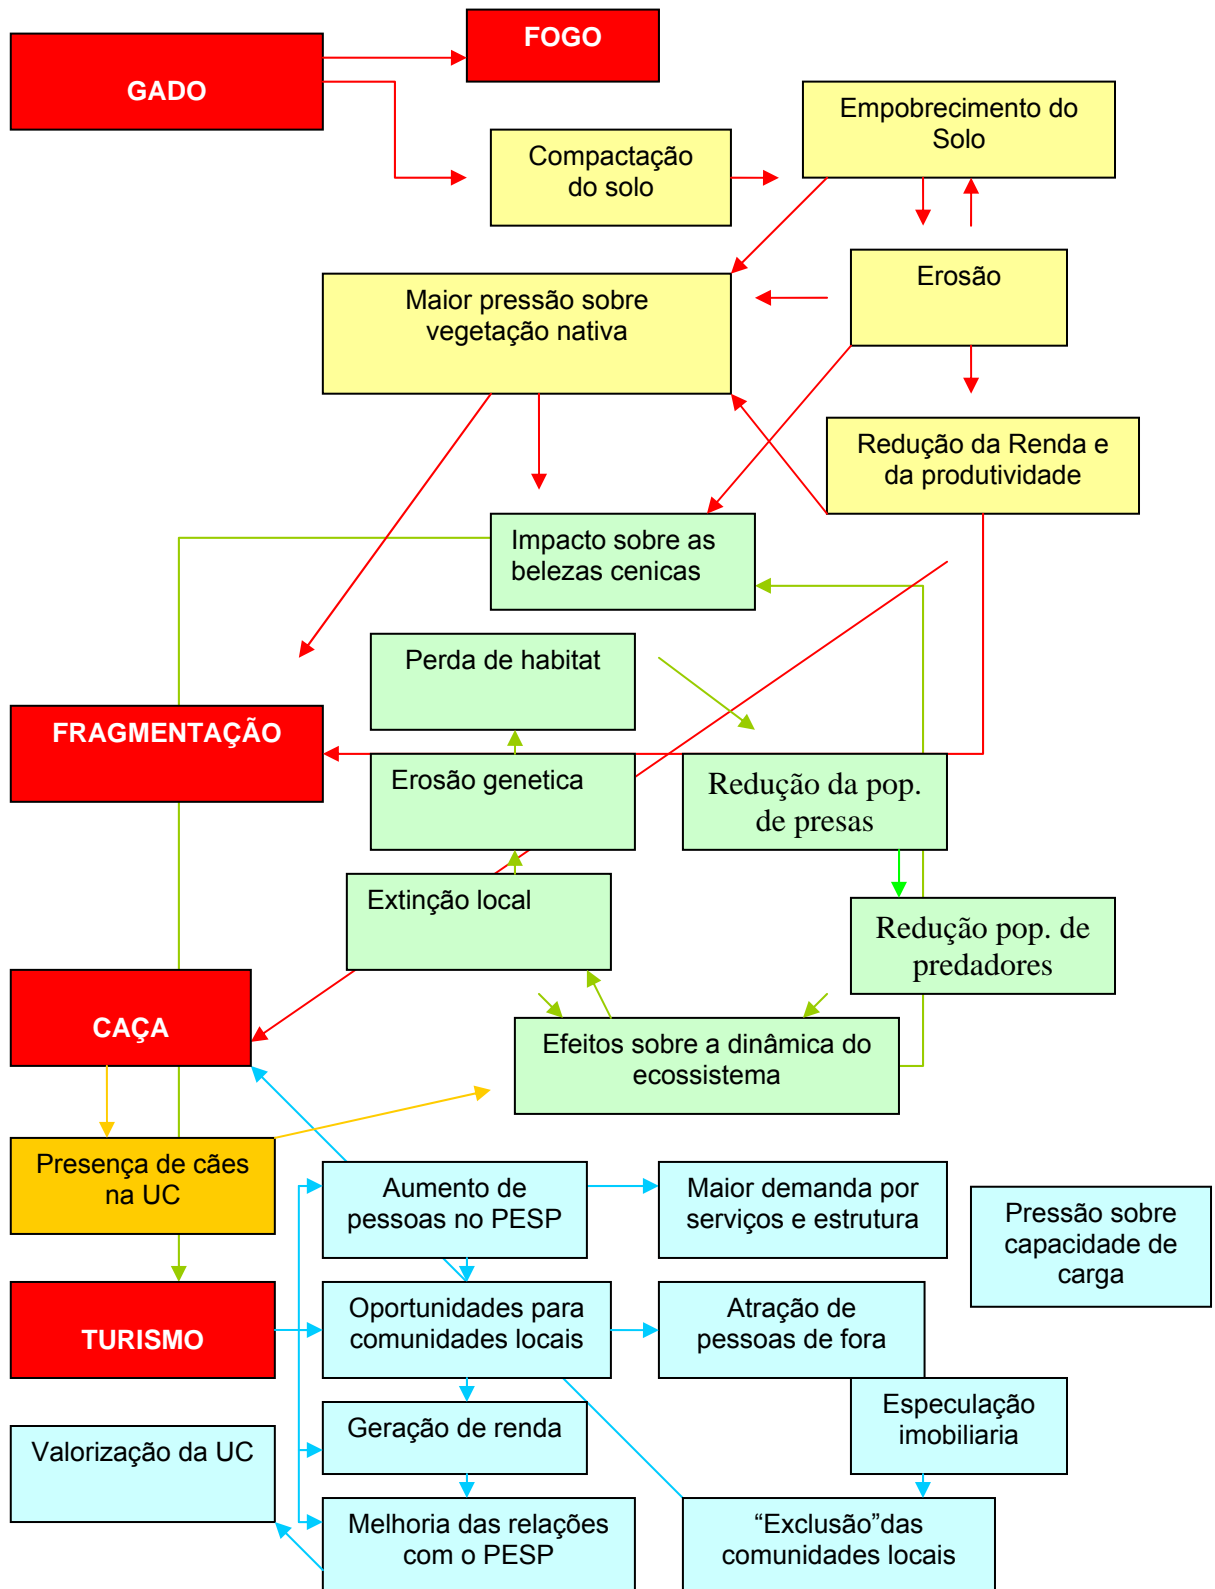 FOGO
GADO
Empobrecimento do
Solo
Compactação
do solo
Maior pressão sobre
vegetação nativa
Erosão
Redução da Renda e
da produtividade
Impacto sobre as
belezas cenicas
Perda de habitat
FRAGMENTAÇÃO
Erosão genetica
Redução da pop.
de presas
Extinção local
Redução pop. de
predadores
CAÇA
Efeitos sobre a dinâmica do
ecossistema
Presença de cães
na UC
Aumento de
pessoas no PESP
Maior demanda por
serviços e estrutura
Pressão sobre
capacidade de
carga
TURISMO
Oportunidades para
comunidades locais
Atração de
pessoas de fora
Especulação
imobiliaria
Valorização da UC
Geração de renda
Melhoria das relações
com o PESP
“Exclusão”das
comunidades locais